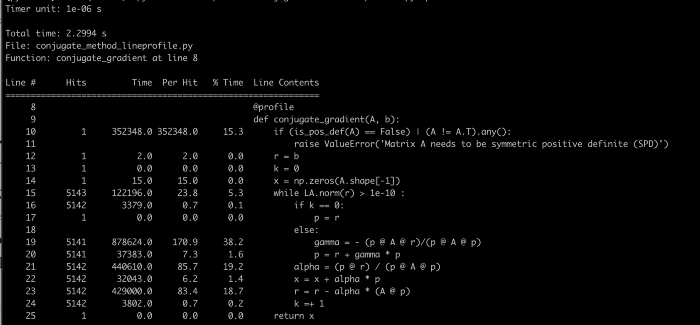 Timer unit: 1e-06 s
Total time: 2.2994 s
File: conjugate_method_lineprofile.py
Function: conjugate_gradient at line 8
Line #      Hits         Time  Per Hit   % Time  Line Contents
==============================================================
     8                                           @profile
     9                                           def conjugate_gradient(A, b):
    10         1     352348.0 352348.0     15.3      if (is_pos_def(A) == False) | (A != A.T).any():
    11                                                   raise ValueError('Matrix A needs to be symmetric positive definite (SPD)')
    12         1          2.0      2.0      0.0      r = b
    13         1          0.0      0.0      0.0      k = 0
    14         1         15.0     15.0      0.0      x = np.zeros(A.shape[-1])
    15      5143     122196.0     23.8      5.3      while LA.norm(r) > 1e-10 :
    16      5142       3379.0      0.7      0.1          if k == 0:
    17         1          0.0      0.0      0.0              p = r
    18                                                   else:
    19      5141     878624.0    170.9     38.2              gamma = - (p @ A @ r)/(p @ A @ p)
    20      5141      37383.0      7.3      1.6              p = r + gamma * p
    21      5142     440610.0     85.7     19.2          alpha = (p @ r) / (p @ A @ p)
    22      5142      32043.0      6.2      1.4          x = x + alpha * p
    23      5142     429000.0     83.4     18.7          r = r - alpha * (A @ p)
    24      5142       3802.0      0.7      0.2          k =+ 1
    25         1          0.0      0.0      0.0      return x